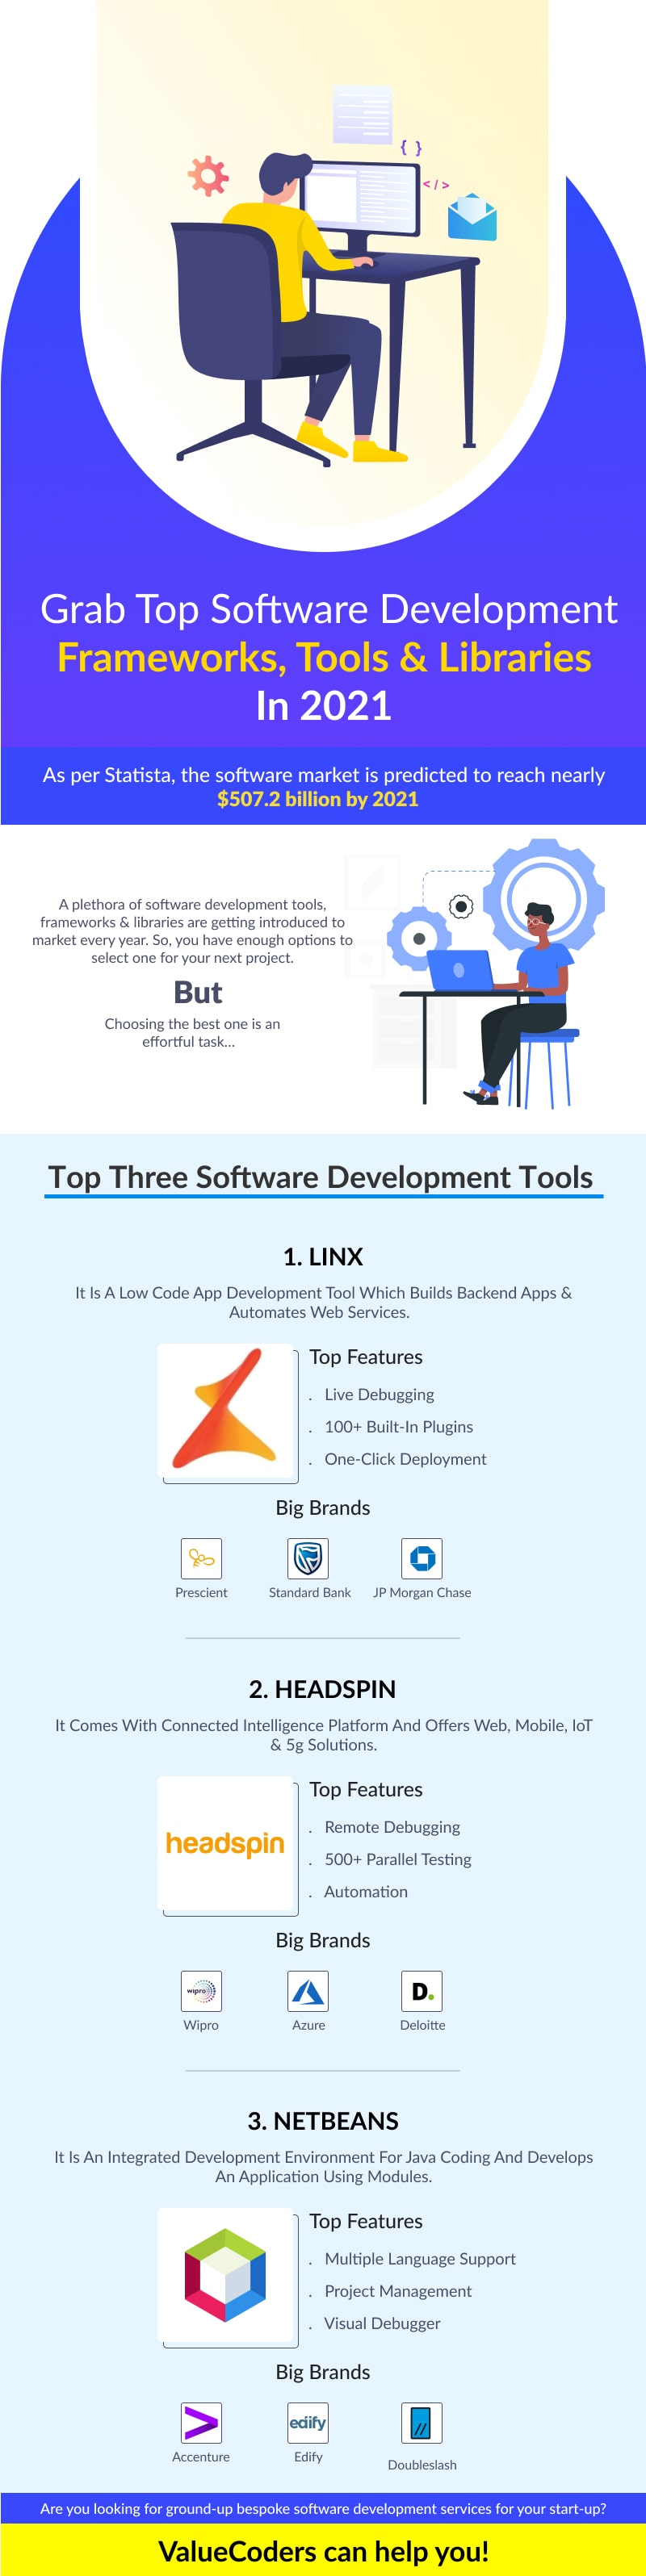 { }
</>
Grab Top Software Development
Frameworks, Tools & Libraries
In 2021
As per Statista, the software market is predicted to reach nearly
$507.2 billion by 2021
A plethora of software development tools,
frameworks & libraries are getting introduced to
market every year. So, you have enough options to
select one for your next project.
But
Choosing the best one is an
effortful task...
Top Three Software Development Tools
1. LINX
It Is A Low Code App Development Tool Which Builds Backend Apps &
Automates Web Services.
Top Features
. Live Debugging
. 100+ Built-In Plugins
. One-Click Deployment
Big Brands
Prescient
Standard Bank
JP Morgan Chase
2. HEADSPIN
It Comes With Connected Intelligence Platform And Offers Web, Mobile, IoT
& 5g Solutions.
headspin
Top Features
. Remote Debugging
. 500+ Parallel Testing
. Automation
Big Brands
wipro
D.
Wipro
Azure
Deloitte
3. NETBEANS
It Is An Integrated Development Environment For Java Coding And Develops
An Application Using Modules.
Top Features
. Multiple Language Support
. Project Management
. Visual Debugger
Big Brands
edify
Accenture
Edify
Doubleslash
Are you looking for ground-up bespoke software development services for your start-up?
ValueCoders can help you!